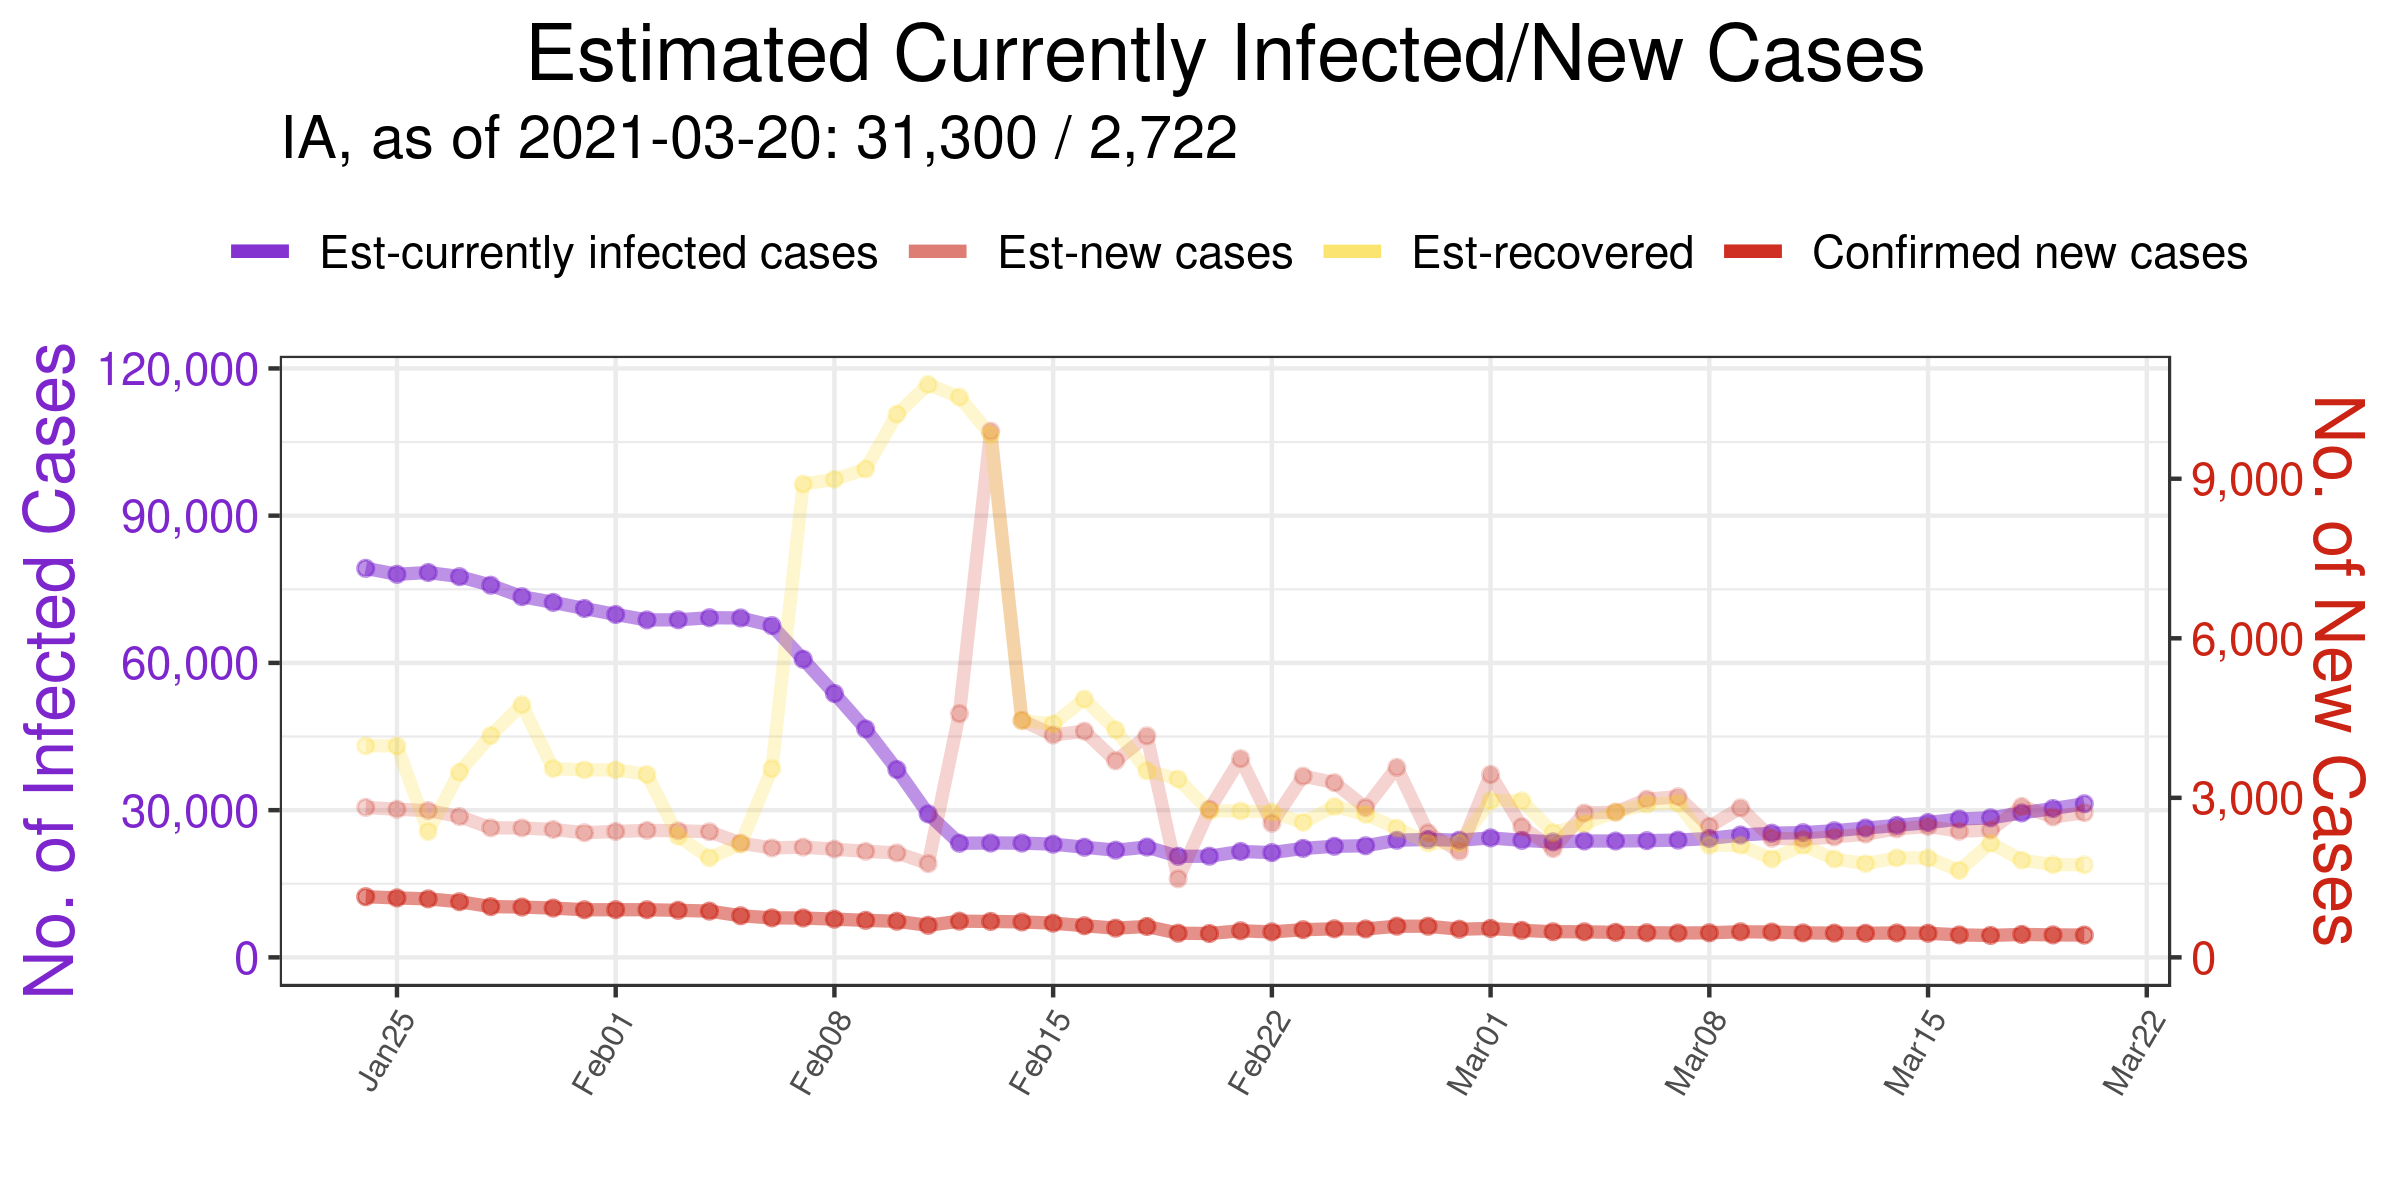 Estimated Currently Infected/New Cases
IA, as of 2021-03-20: 31,300 / 2,722
Est-currently infected cases
Est-new cases
Est-recovered
Confirmed new cases
No. of Infected Cases
120,000
90,000
60,000
30,000
0
9,000
6,000
3,000
0
No. of New Cases
Jan25
Feb01
Feb08
Feb15
Feb22
Mar01
Mar08
Mar15
Mar22